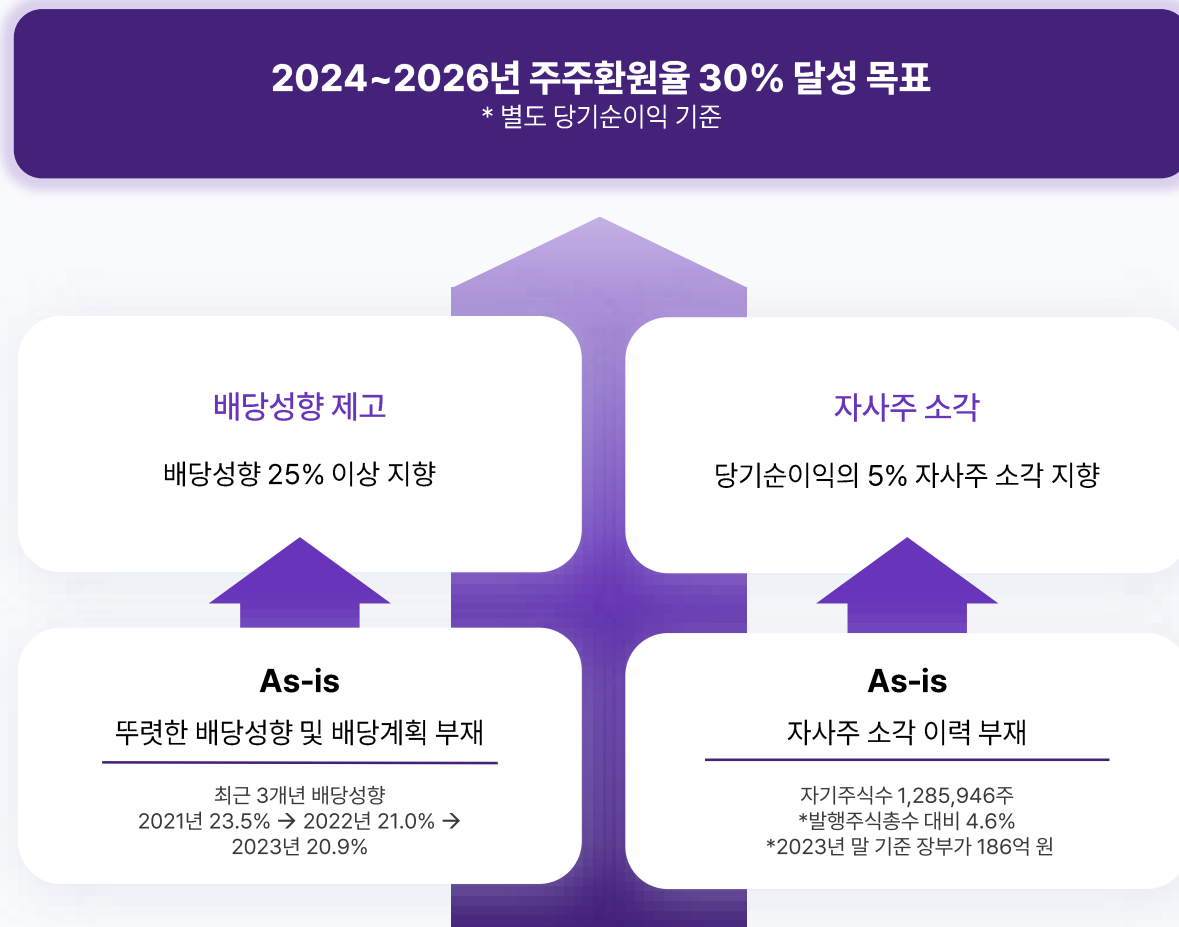 2024~2026년 주주환원율 30% 달성 목표
* 별도 당기순이익 기준
배당성향 제고
배당성향 25% 이상 지향
자사주 소각
당기순이익의 5% 자사주 소각 지향
As-is
뚜렷한 배당성향 및 배당계획 부재
최근 3개년 배당성향
2021년 23.5% → 2022년 21.0% →
2023년 20.9%
As-is
자사주 소각 이력 부재
자기주식수 1,285,946주
*발행주식총수 대비 4.6%
*2023년 말 기준 장부가 186억 원